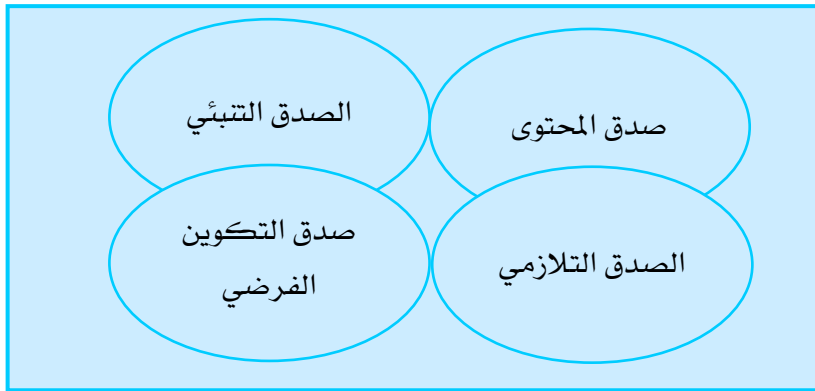 صدق المحتوى
الصدق التنبئي
الصدق التلازمي
صدق التكوين
الفرضي